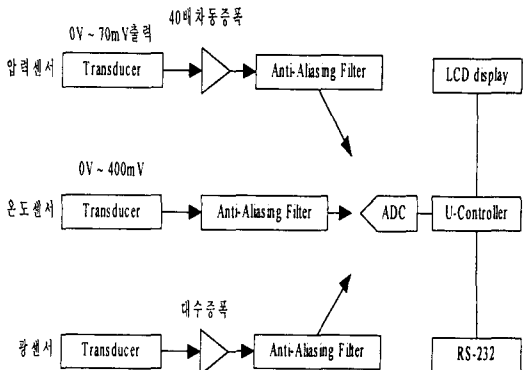 40배차동증폭
0V ~ 70mV출력
압력센서
Transducer
Anti-Aliasing Filter
LCD display
0V ~ 400mV
온도센서
Transducer
Anti-Aliasing Filter
ADC
U-Controller
대수증폭
광센서
Transducer
Anti-Aliasing Filter
RS-232